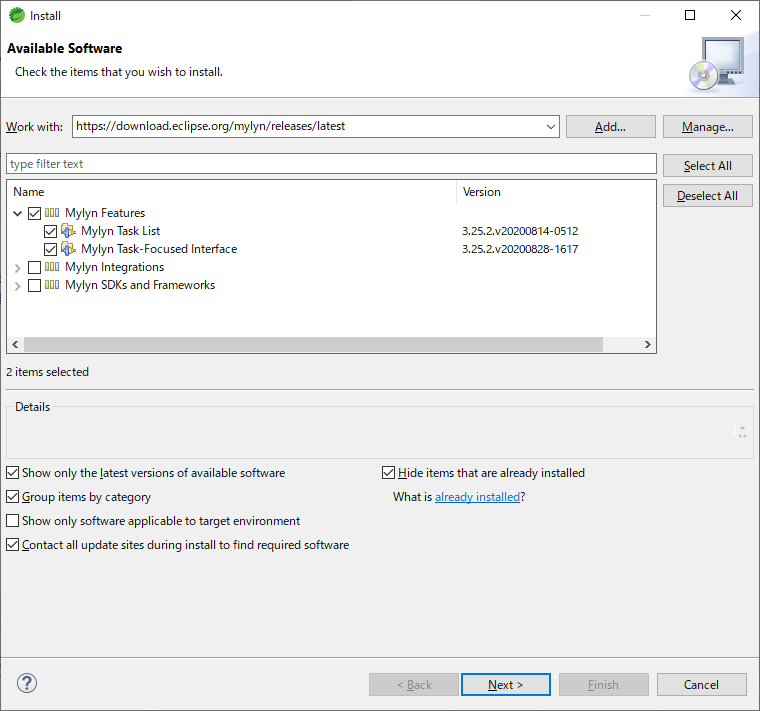 Install
Available Software
Check the items that you wish to install.
Work with: https://download.eclipse.org/mylyn/releases/latest Add... Manage...
type filter text Select All
Name Version Deselect All
Mylyn Features
Mylyn Task List 3.25.2.v20200814-0512
Mylyn Task-Focused Interface 3.25.2.v20200828-1617
Mylyn Integrations
Mylyn SDKs and Frameworks
2 items selected
Details
Show only the latest versions of available software Hide items that are already installed
Group items by category What is already installed?
Show only software applicable to target environment
Contact all update sites during install to find required software
? < Back Next > Finish Cancel